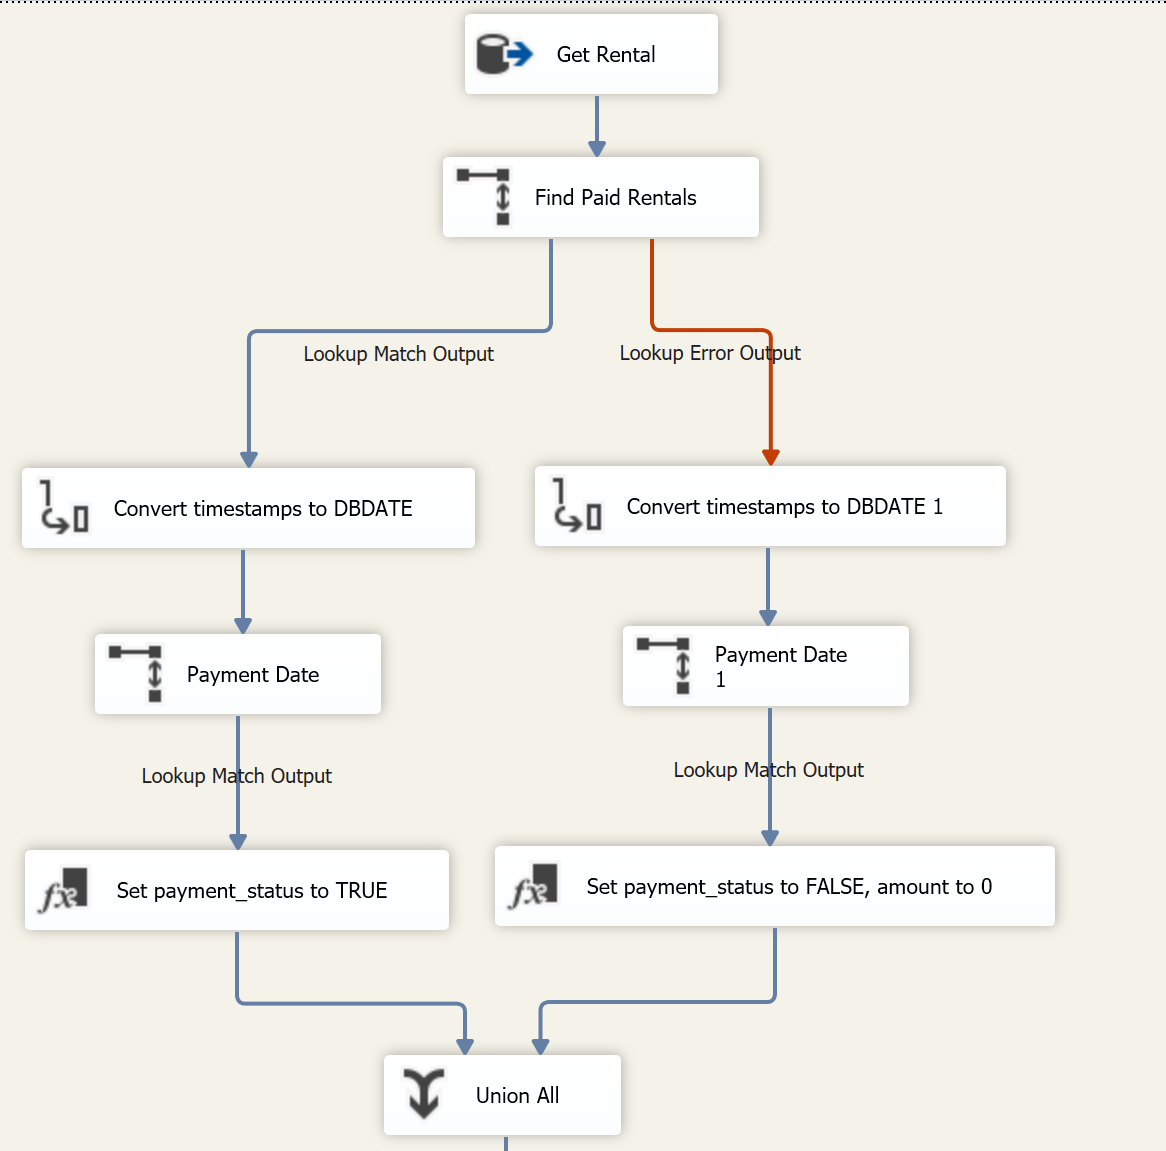 Get Rental
Find Paid Rentals
Lookup Match Output
Lookup Error Output
Convert timestamps to DBDATE
Convert timestamps to DBDATE 1
Payment Date
Payment Date
1
Lookup Match Output
Lookup Match Output
Set payment_status to TRUE
Set payment_status to FALSE, amount to 0
Union All